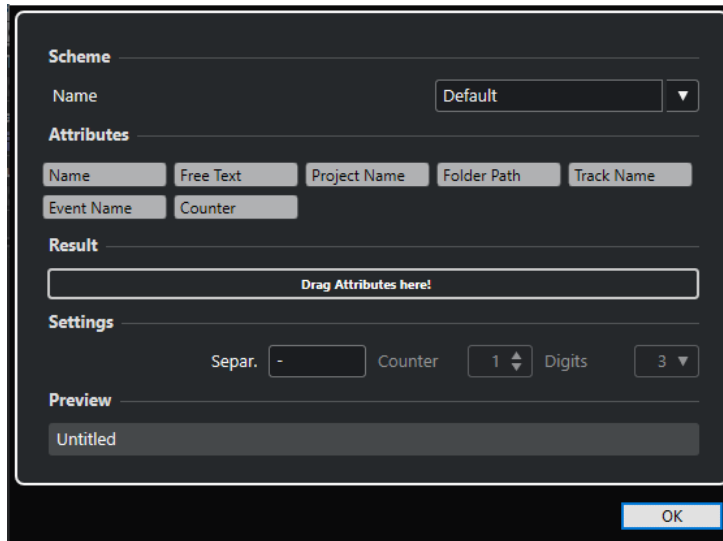 Scheme
Name Default
Attributes
Name Free Text Project Name Folder Path Track Name
Event Name Counter
Result
Drag Attributes here!
Settings
Separ. - Counter 1 Digits 3
Preview
Untitled
OK